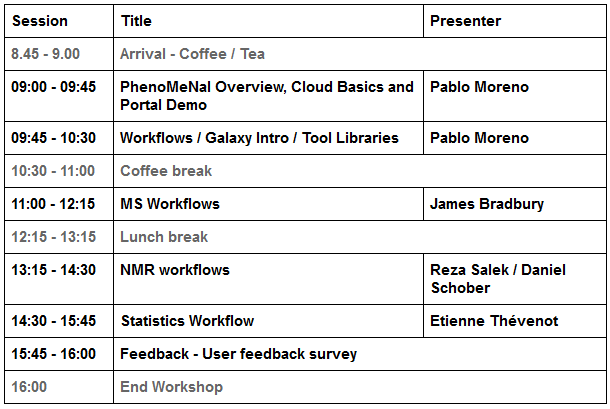 Session Title Presenter
8.45 - 9.00 Arrival - Coffee / Tea
09:00 - 09:45 PhenoMeNal Overview, Cloud Basics and Pablo Moreno
Portal Demo
09:45 - 10:30 Workflows / Galaxy Intro / Tool Libraries Pablo Moreno
10:30 - 11:00 Coffee break
11:00 - 12:15 MS Workflows James Bradbury
12:15 - 13:15 Lunch break
13:15 - 14:30 NMR workflows Reza Salek / Daniel
Schober
14:30 - 15:45 Statistics Workflow Etienne Thévenot
15:45 - 16:00 Feedback - User feedback survey
16:00 End Workshop